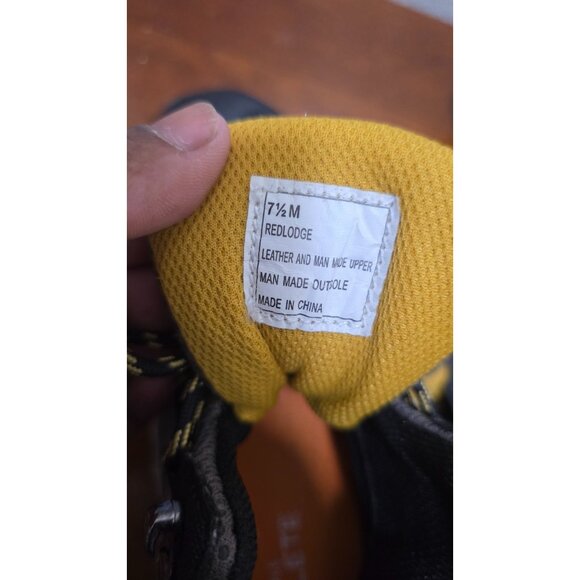 7½ M
REDLODGE
LEATHER AND MAN MADE UPPER
MAN MADE OUTSOLE
MADE IN CHINA